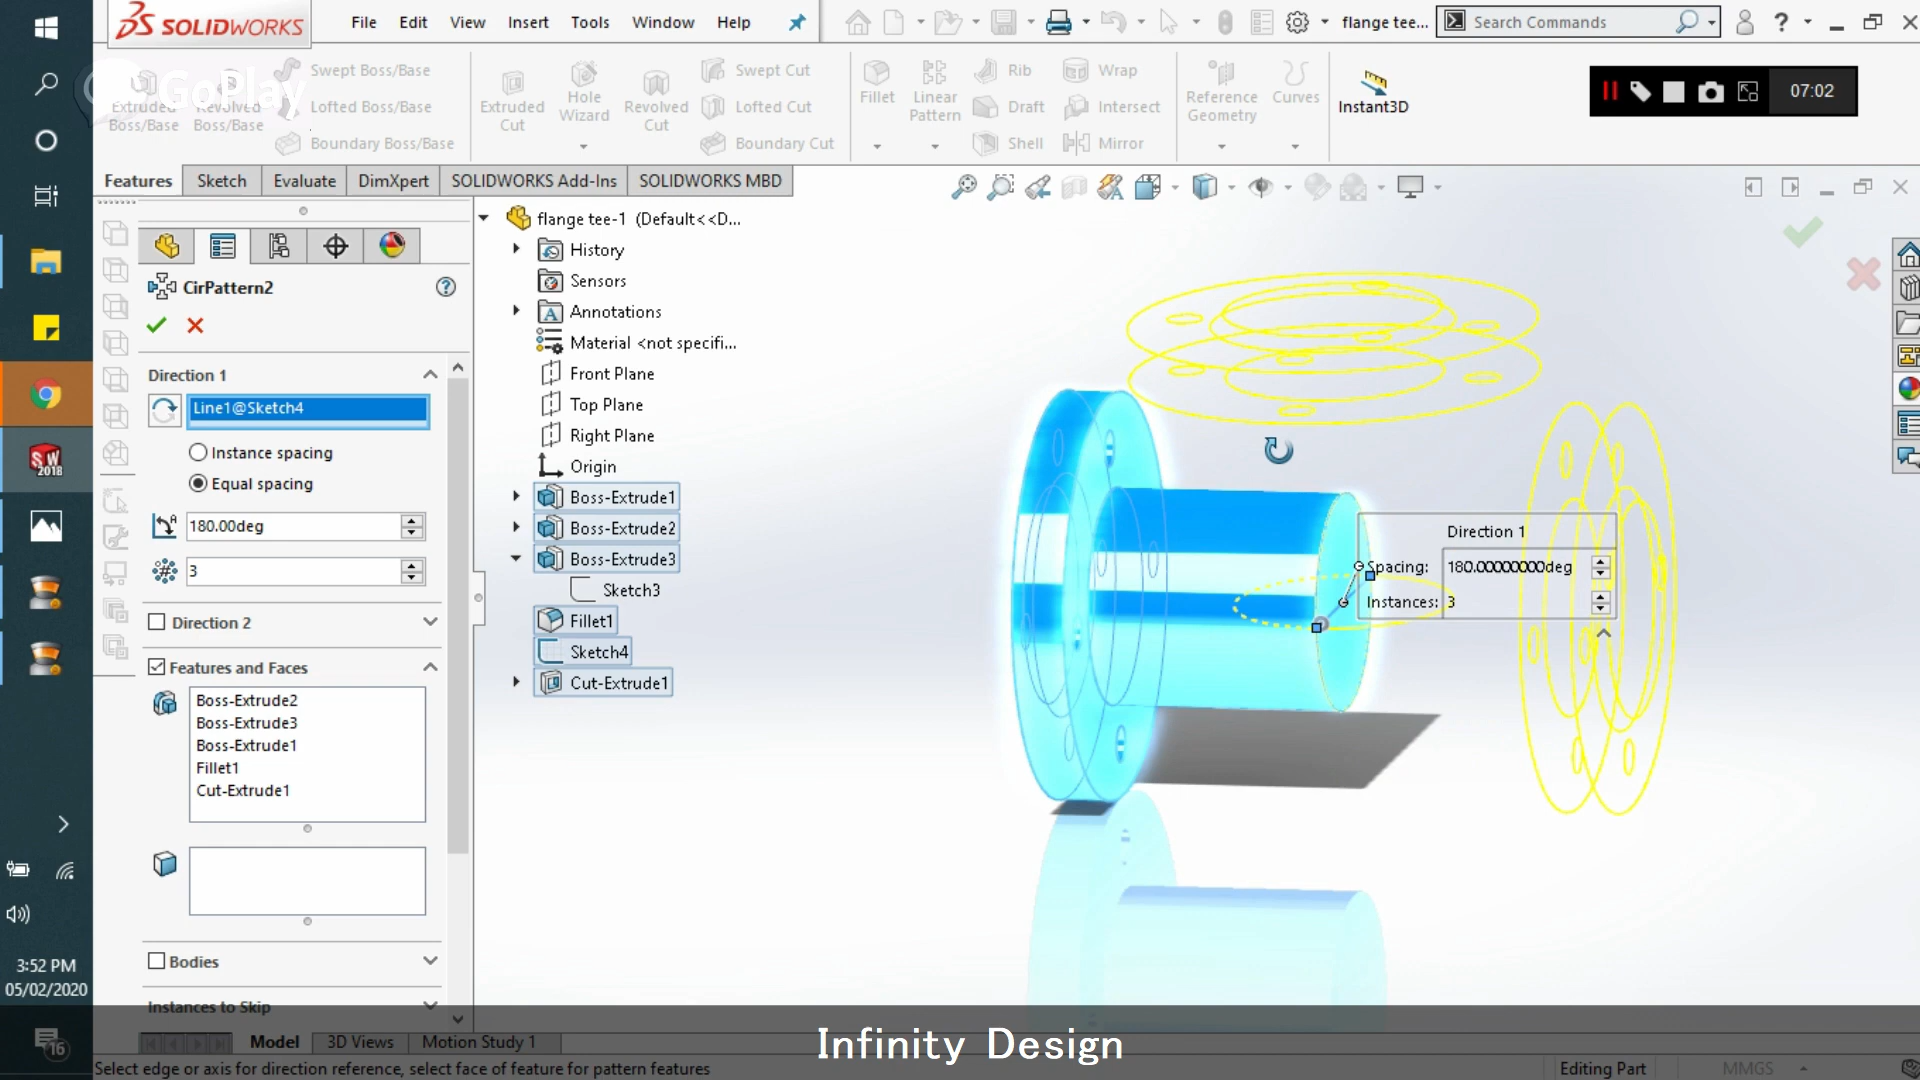 SOLIDWORKS
File Edit View Insert Tools Window Help
flange tee...
Search Commands
GoPlay
Extruded Boss/Base
Revolved Boss/Base
Swept Boss/Base
Lofted Boss/Base
Boundary Boss/Base
Extruded Cut
Hole Wizard
Revolved Cut
Swept Cut
Lofted Cut
Boundary Cut
Fillet
Linear Pattern
Rib
Draft
Shell
Wrap
Intersect
Mirror
Reference Geometry
Curves
Instant3D
07:02
Features Sketch Evaluate DimXpert SOLIDWORKS Add-Ins SOLIDWORKS MBD
CirPattern2
Direction 1
Line1@Sketch4
Instance spacing
Equal spacing
180.00deg
3
Direction 2
Features and Faces
Boss-Extrude2
Boss-Extrude3
Boss-Extrude1
Fillet1
Cut-Extrude1
Bodies
Instances to Skip
flange tee-1 (Default<<D...
History
Sensors
Annotations
Material <not specifi...
Front Plane
Top Plane
Right Plane
Origin
Boss-Extrude1
Boss-Extrude2
Boss-Extrude3
Sketch3
Fillet1
Sketch4
Cut-Extrude1
Direction 1
Spacing: 180.00000000deg
Instances: 3
SW 2018
3:52 PM
05/02/2020
16
Model 3D Views Motion Study 1
Infinity Design
Select edge or axis for direction reference, select face of feature for pattern features
Editing Part
MMGS